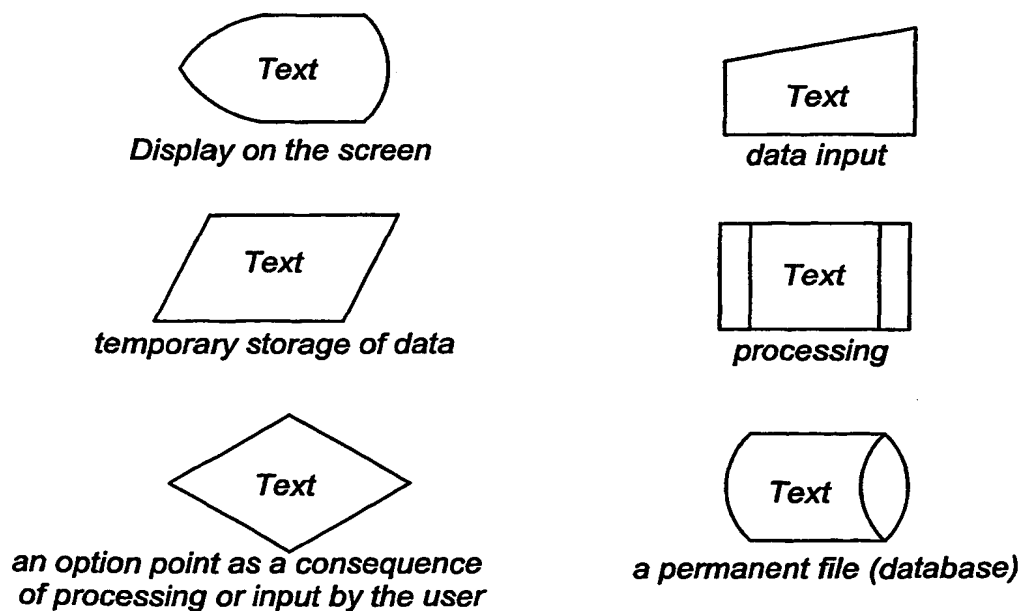 Text
Display on the screen
Text
data input
Text
temporary storage of data
Text
processing
Text
an option point as a consequence
of processing or input by the user
Text
a permanent file (database)